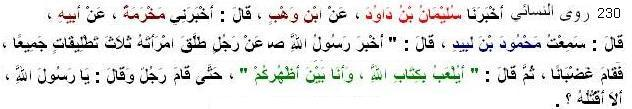 230 روى النسائي أَخْبَرَنَا سُلَيْمَانُ بْنُ دَاوُدَ ، عَنْ ابْنِ وَهْبٍ ، قَالَ : أَخْبَرَنِي مَخْرَمَةُ ، عَنْ أَبِيهِ ،
قَالَ : سَمِعْتُ مَحْمُودَ بْنَ لَبِيدٍ ، قَالَ : " أُخْبِرَ رَسُولُ اللَّهِ صـ عَنْ رَجُلٍ طَلَّقَ امْرَأَتَهُ ثَلَاثَ تَطْلِيقَاتٍ جَمِيعًا ،
فَقَامَ غَضْبَانًا ، ثُمَّ قَالَ : " أَيُلْعَبُ بِكِتَابِ اللَّهِ ، وَأَنَا بَيْنَ أَظْهُرِكُمْ " ، حَتَّى قَامَ رَجُلٌ وَقَالَ : يَا رَسُولَ اللَّهِ ،
أَلَا أَقْتُلُهُ ؟ .